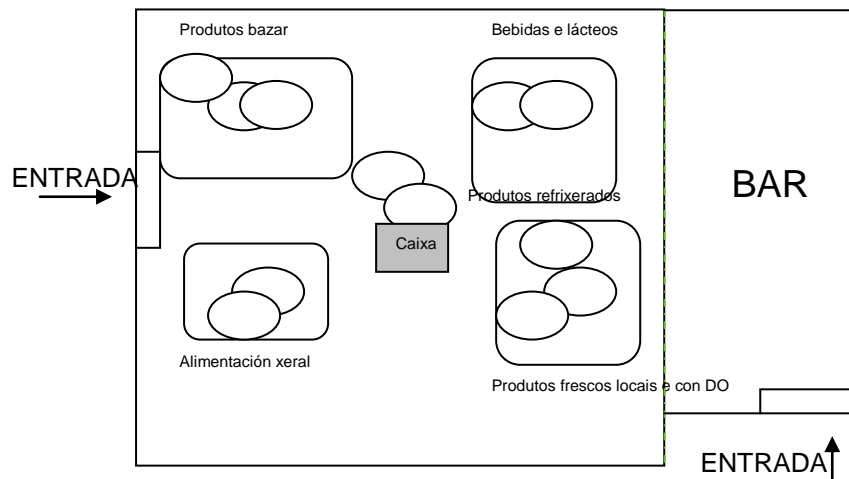 Produtos bazar
Bebidas e lácteos
ENTRADA
BAR
Produtos refrixerados
Caixa
Alimentación xeral
Produtos frescos locais e con DO
ENTRADA